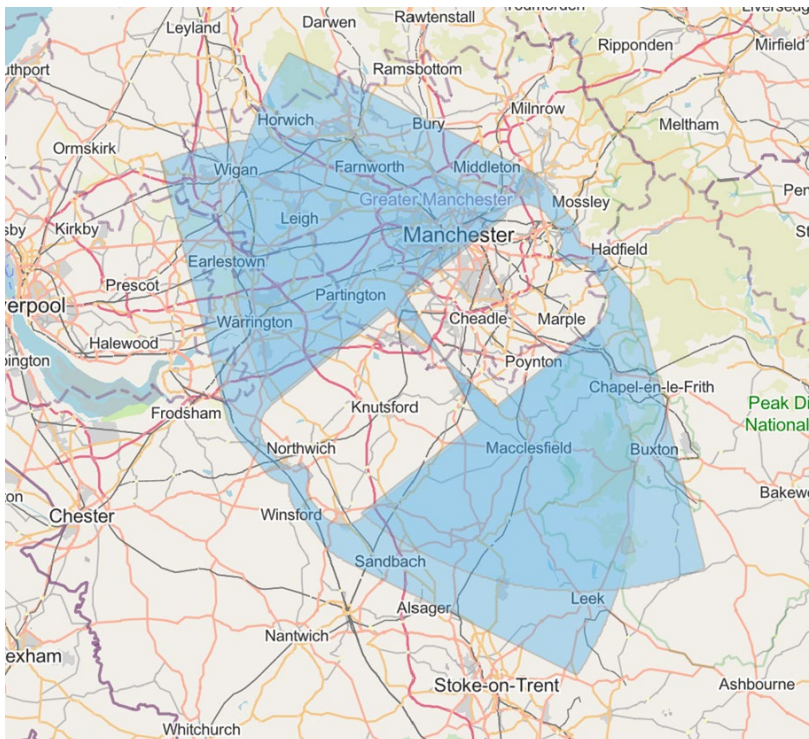 Leyland
Darwen
Rawtenstall
Ripponden
Mirfield
Ramsbottom
Horwich
Bury
Milnrow
Meltham
Ormskirk
Wigan
Farnworth
Middleton
Greater Manchester
Mossley
Kirkby
Leigh
Manchester
Hadfield
Earlestown
Prescot
Partington
Cheadle
Marple
Warrington
Halewood
Poynton
Chapel-en-le-Frith
Frodsham
Knutsford
Peak Di
National
Northwich
Macclesfield
Buxton
Chester
Winsford
Bakewe
Sandbach
Alsager
Leek
Nantwich
exham
Stoke-on-Trent
Ashbourne
Whitchurch